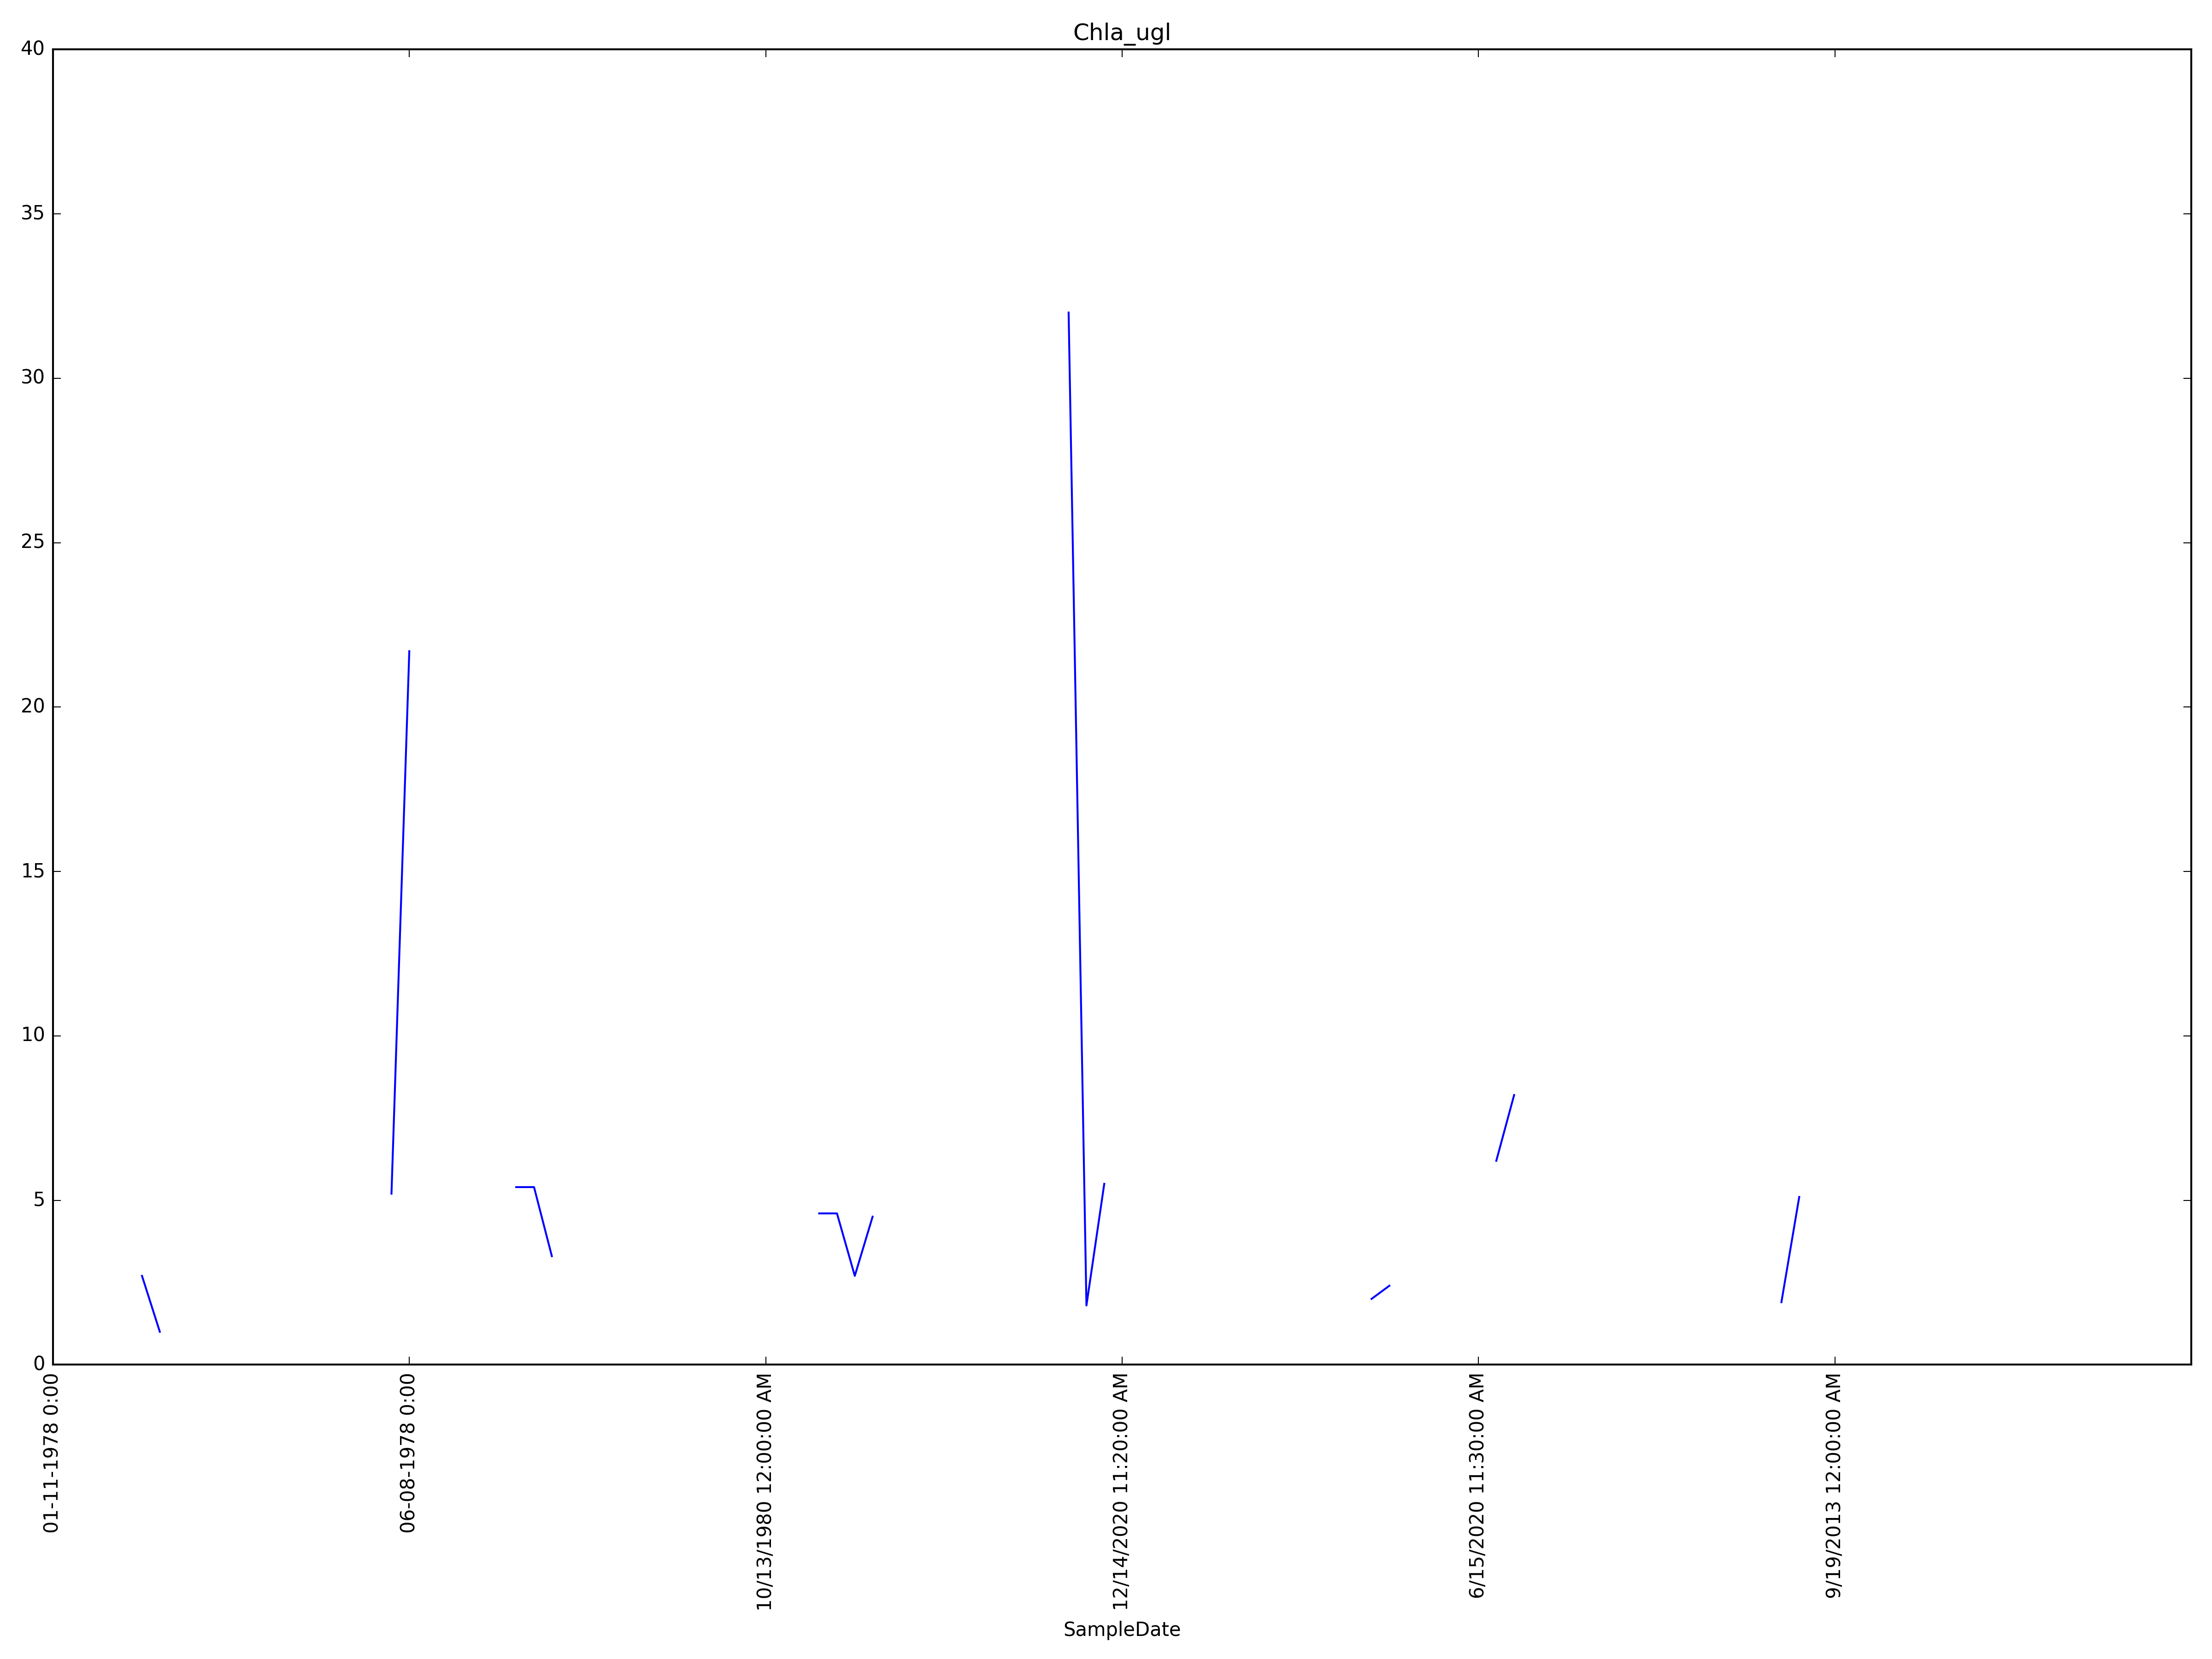 Chla_ugl
40
35
30
25
20
15
10
5
0
01-11-1978 0:00
06-08-1978 0:00
10/13/1980 12:00:00 AM
12/14/2020 11:20:00 AM
6/15/2020 11:30:00 AM
9/19/2013 12:00:00 AM
SampleDate